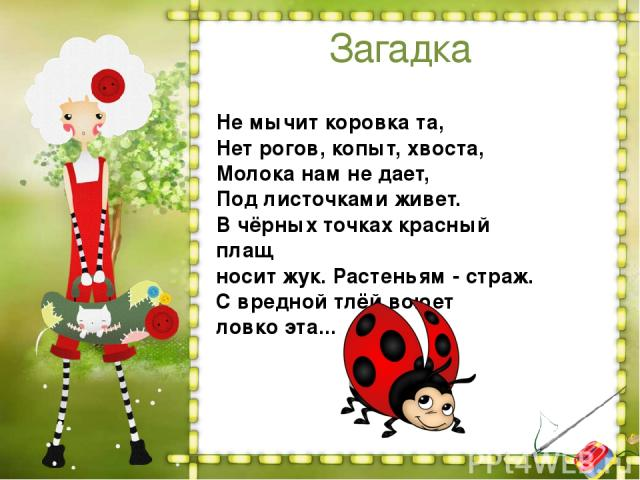 Загадка
Не мычит коровка та,
Нет рогов, копыт, хвоста,
Молока нам не дает,
Под листочками живет.
В чёрных точках красный
плащ
носит жук. Растеньям - страж.
С вредной тлёй воюет
ловко эта...
PPt4WEB.ru